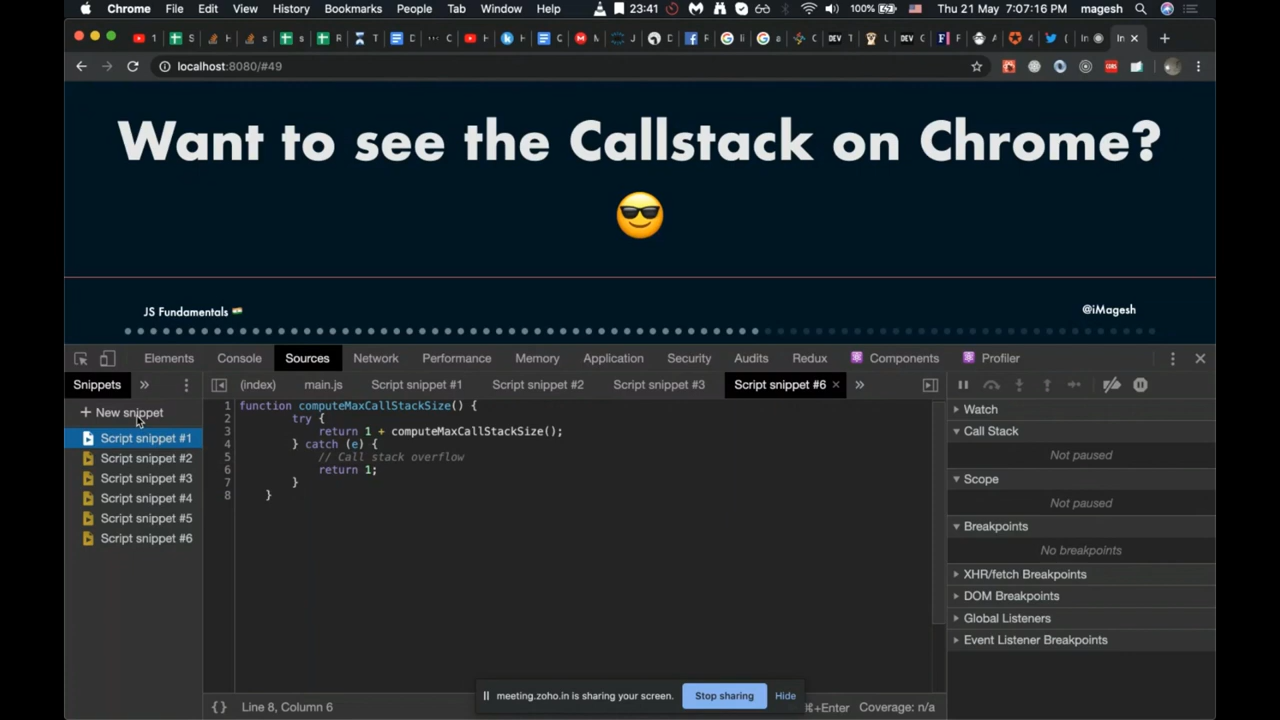 Chrome File Edit View History Bookmarks People Tab Window Help 23:41 100% Thu 21 May 7:07:16 PM magesh
localhost:8080/#49
Want to see the Callstack on Chrome?
JS Fundamentals
@iMagesh
Elements Console Sources Network Performance Memory Application Security Audits Redux Components Profiler
Snippets » (index) main.js Script snippet #1 Script snippet #2 Script snippet #3 Script snippet #6 × »
+ New snippet
Script snippet #1
Script snippet #2
Script snippet #3
Script snippet #4
Script snippet #5
Script snippet #6
1 function computeMaxCallStackSize() {
2 try {
3 return 1 + computeMaxCallStackSize();
4 } catch (e) {
5 // Call stack overflow
6 return 1;
7 }
8 }
Watch
Call Stack
Not paused
Scope
Not paused
Breakpoints
No breakpoints
XHR/fetch Breakpoints
DOM Breakpoints
Global Listeners
Event Listener Breakpoints
meeting.zoho.in is sharing your screen. Stop sharing Hide
{} Line 8, Column 6 ⌘+Enter Coverage: n/a